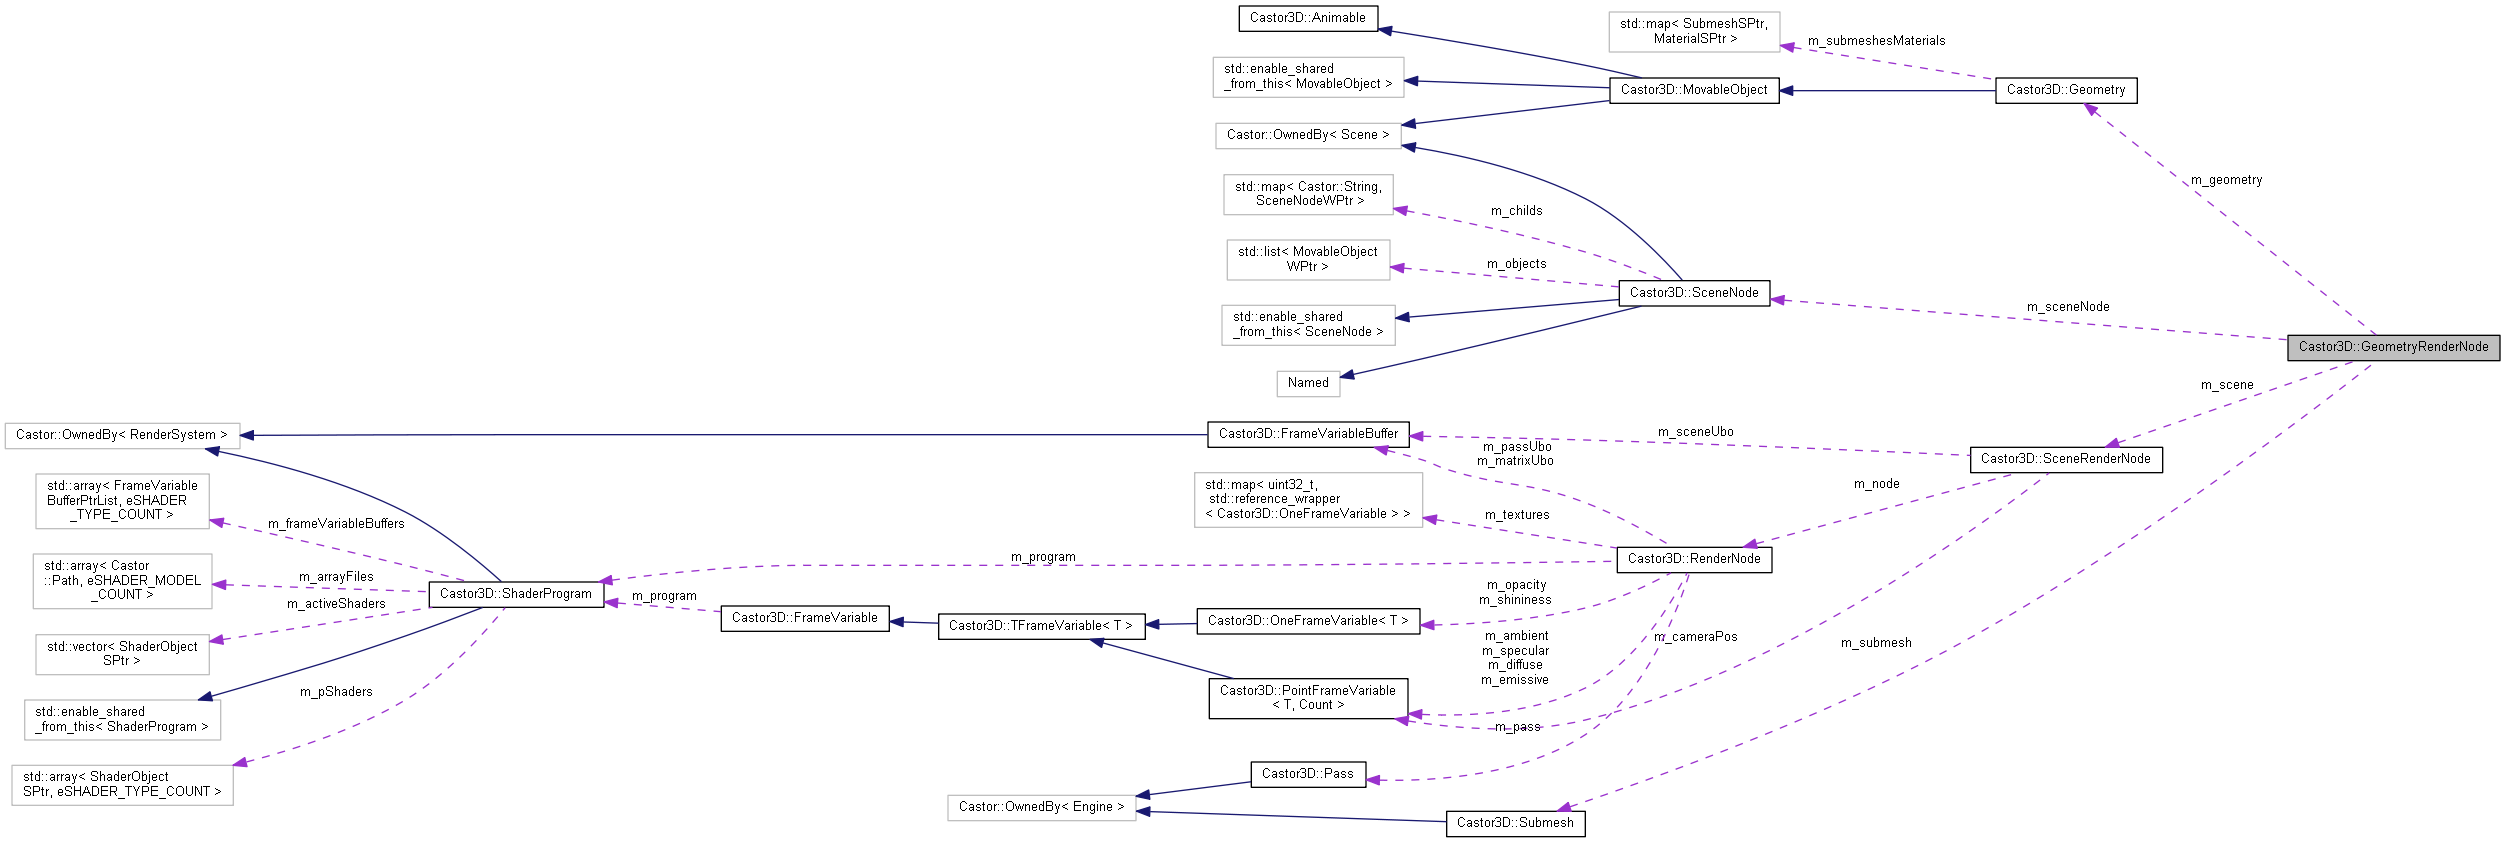 Castor3D::Animable
std::map< SubmeshSPtr,
MaterialSPtr >
m_submeshesMaterials
std::enable_shared
_from_this< MovableObject >
Castor3D::MovableObject
Castor3D::Geometry
Castor::OwnedBy< Scene >
m_geometry
std::map< Castor::String,
SceneNodeWPtr >
m_childs
std::list< MovableObject
WPtr >
m_objects
Castor3D::SceneNode
m_sceneNode
std::enable_shared
_from_this< SceneNode >
Castor3D::GeometryRenderNode
Named
m_scene
Castor::OwnedBy< RenderSystem >
Castor3D::FrameVariableBuffer
m_sceneUbo
m_passUbo
m_matrixUbo
Castor3D::SceneRenderNode
std::array< FrameVariable
BufferPtrList, eSHADER
_TYPE_COUNT >
m_frameVariableBuffers
std::map< uint32_t,
std::reference_wrapper
< Castor3D::OneFrameVariable > >
m_textures
m_node
std::array< Castor
::Path, eSHADER_MODEL
_COUNT >
m_arrayFiles
m_program
Castor3D::RenderNode
m_activeShaders
Castor3D::ShaderProgram
m_program
Castor3D::FrameVariable
Castor3D::TFrameVariable< T >
Castor3D::OneFrameVariable< T >
m_opacity
m_shininess
std::vector< ShaderObject
SPtr >
m_ambient
m_specular
m_diffuse
m_emissive
m_cameraPos
m_submesh
m_pShaders
Castor3D::PointFrameVariable
< T, Count >
std::enable_shared
_from_this< ShaderProgram >
m_pass
std::array< ShaderObject
SPtr, eSHADER_TYPE_COUNT >
Castor3D::Pass
Castor::OwnedBy< Engine >
Castor3D::Submesh